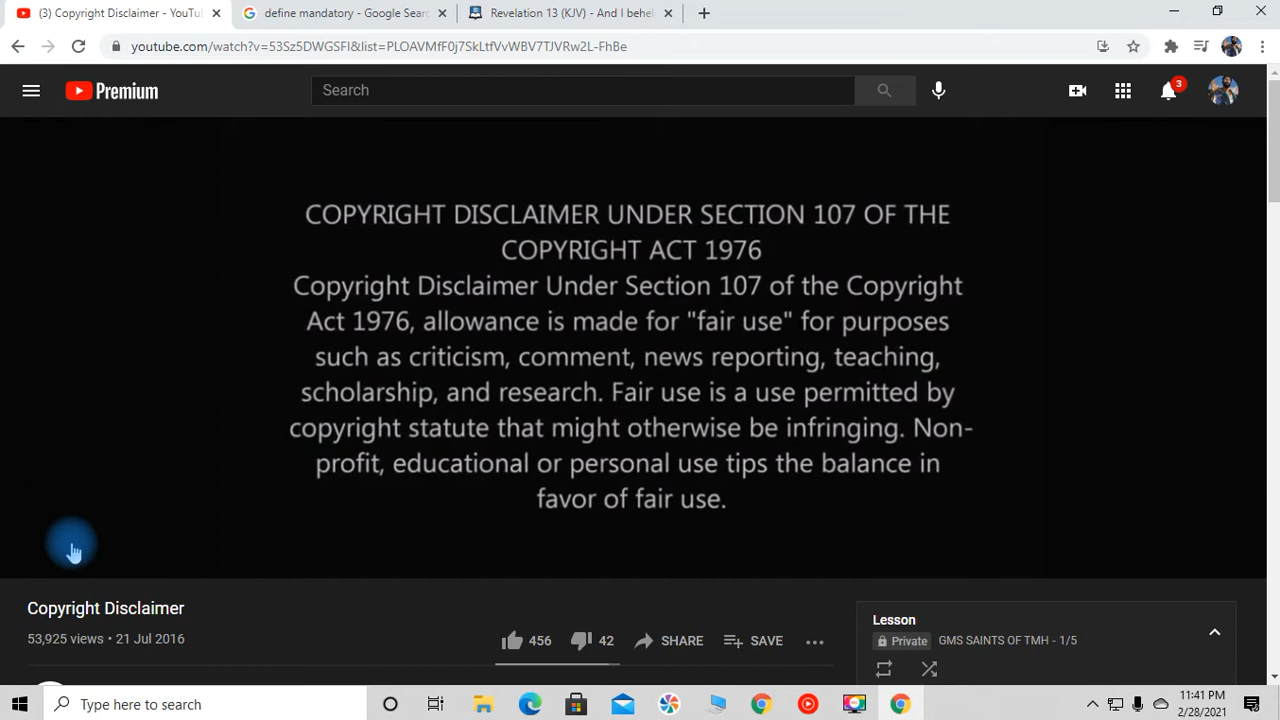 (3) Copyright Disclaimer - YouTu
define mandatory - Google Searc
Revelation 13 (KJV) - And I behel
youtube.com/watch?v=53Sz5DWGSFI&list=PLOAVMfF0j7SkLtfVvWBV7TJVRw2L-FhBe
Premium
Search
3
COPYRIGHT DISCLAIMER UNDER SECTION 107 OF THE
COPYRIGHT ACT 1976
Copyright Disclaimer Under Section 107 of the Copyright
Act 1976, allowance is made for "fair use" for purposes
such as criticism, comment, news reporting, teaching,
scholarship, and research. Fair use is a use permitted by
copyright statute that might otherwise be infringing. Non-
profit, educational or personal use tips the balance in
favor of fair use.
Copyright Disclaimer
53,925 views • 21 Jul 2016
456
42
SHARE
SAVE
Lesson
Private
GMS SAINTS OF TMH - 1/5
Type here to search
11:41 PM
2/28/2021